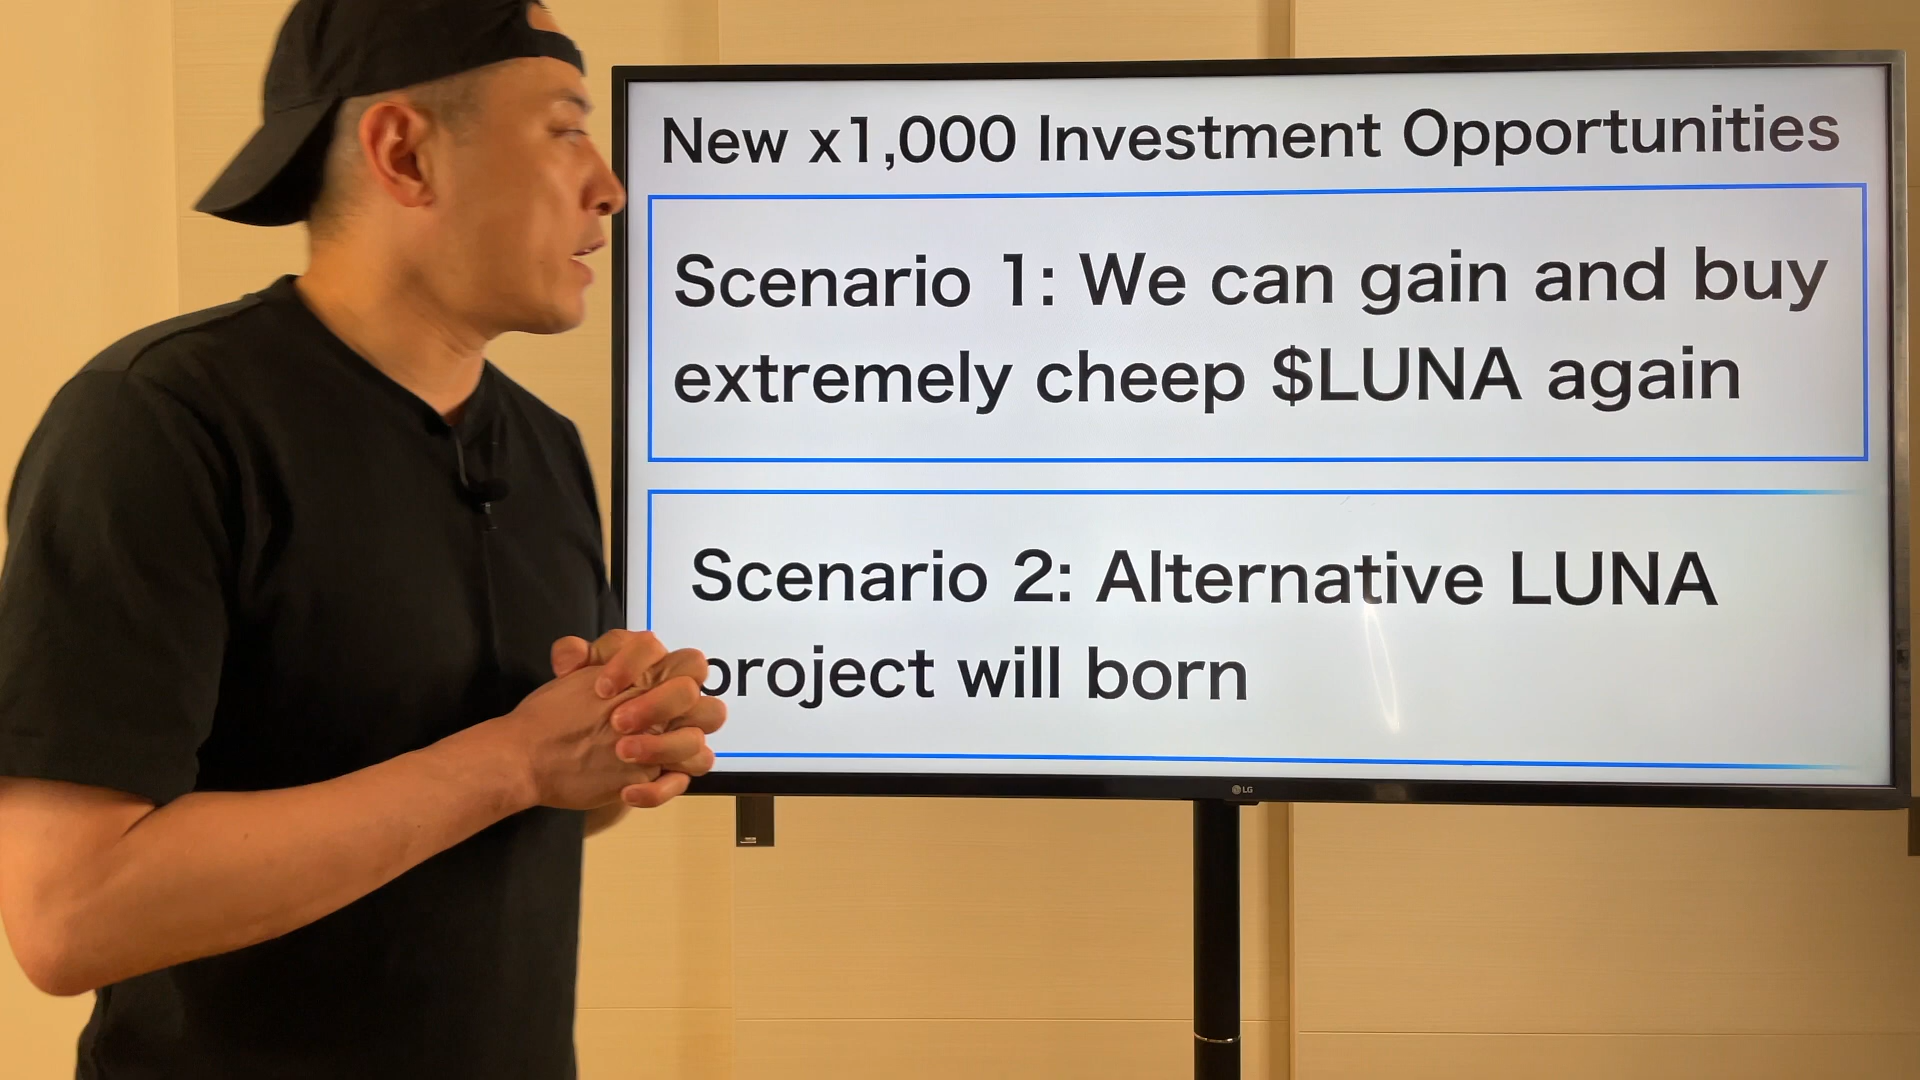 New x1,000 Investment Opportunities
Scenario 1: We can gain and buy
extremely cheep $LUNA again
Scenario 2: Alternative LUNA
project will born
LG